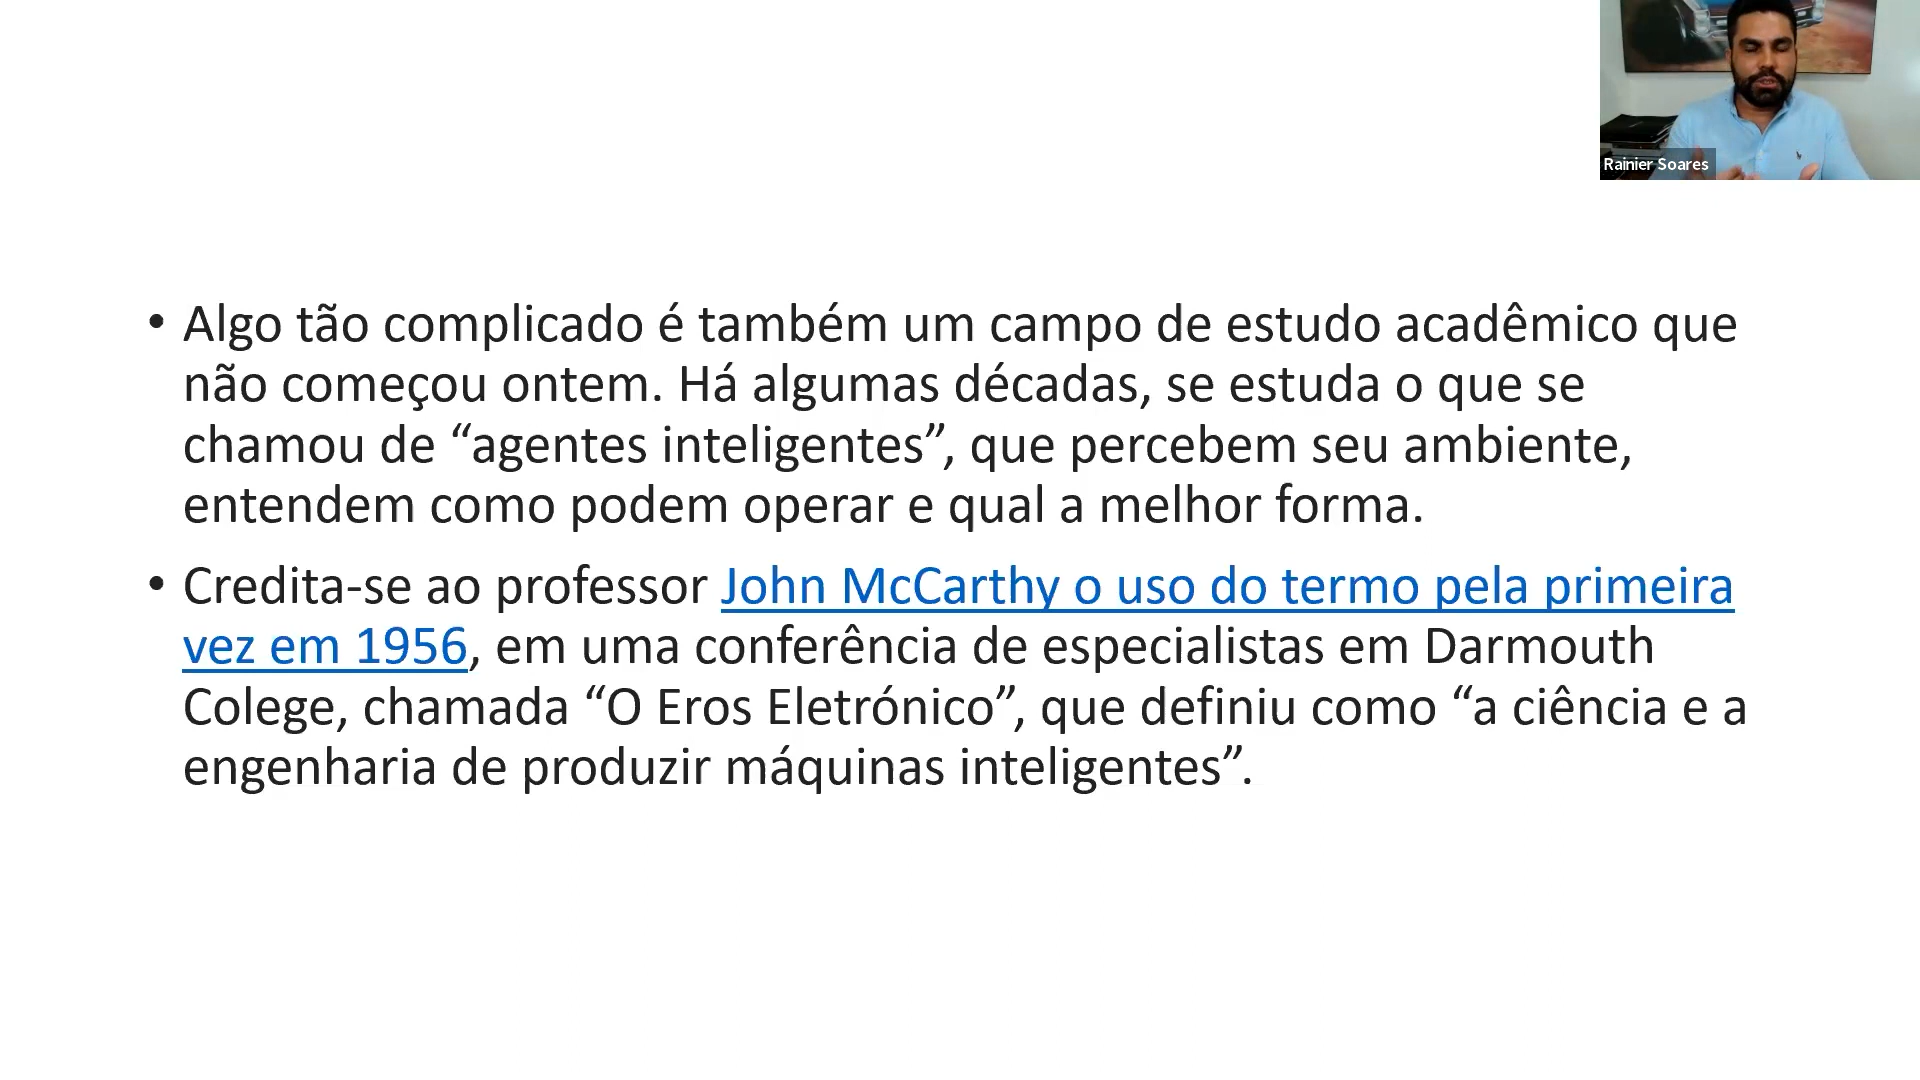 Rainier Soares
• Algo tão complicado é também um campo de estudo acadêmico que
não começou ontem. Há algumas décadas, se estuda o que se
chamou de “agentes inteligentes”, que percebem seu ambiente,
entendem como podem operar e qual a melhor forma.
• Credita-se ao professor John McCarthy o uso do termo pela primeira
vez em 1956, em uma conferência de especialistas em Darmouth
Colege, chamada “O Eros Eletrónico”, que definiu como “a ciência e a
engenharia de produzir máquinas inteligentes”.